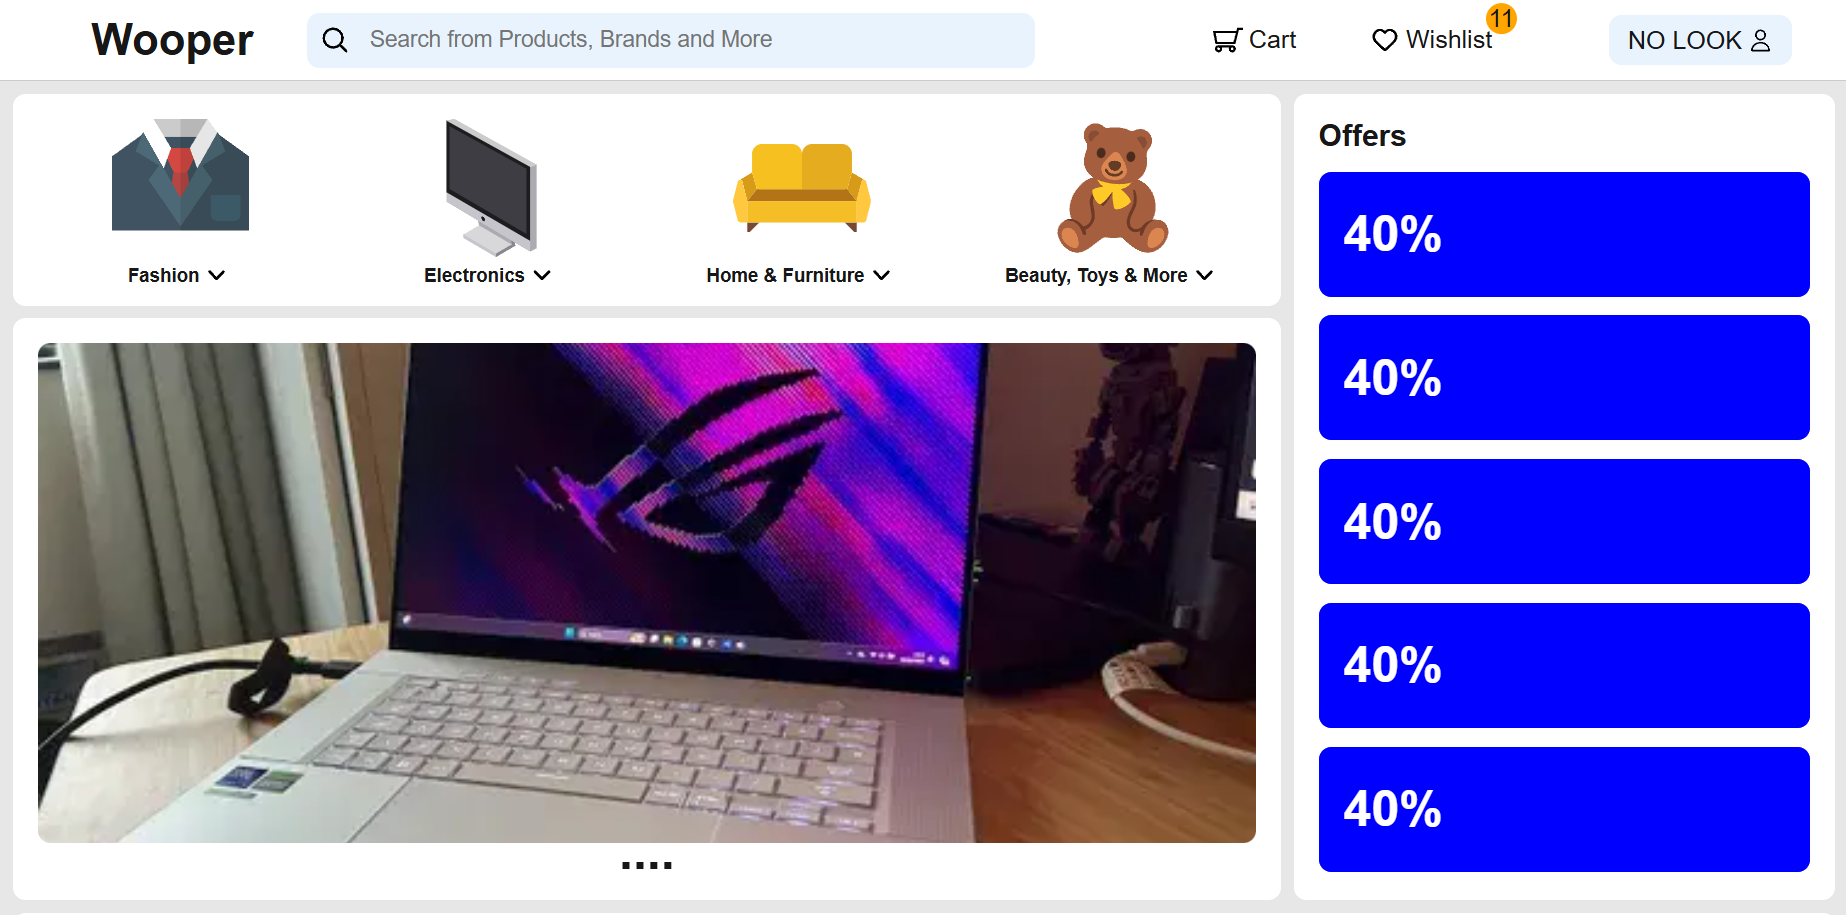 Wooper
Search from Products, Brands and More
Cart
Wishlist
11
NO LOOK
Fashion
Electronics
Home & Furniture
Beauty, Toys & More
Offers
40%
40%
40%
40%
40%